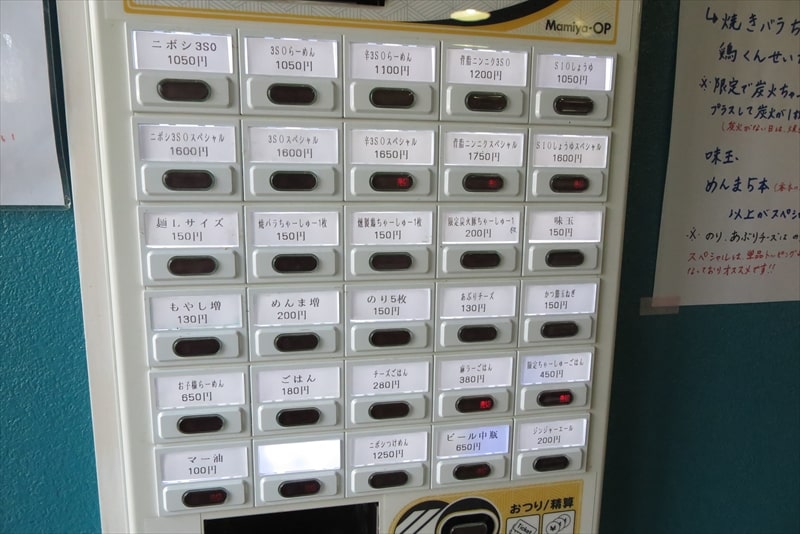 Mamiya-OP
ニボシ3SO
1050円
3SOらーめん
1050円
辛3SOらーめん
1100円
背脂ニンニク3SO
1200円
SIOしょうゆ
1050円
ニボシ3SOスペシャル
1600円
3SOスペシャル
1600円
辛3SOスペシャル
1650円
背脂ニンニクスペシャル
1750円
SIOしょうゆスペシャル
1600円
麺Lサイズ
150円
焼バラちゃーしゅー1枚
150円
燻製鶏ちゃーしゅー1枚
150円
限定炭火豚ちゃーしゅー1枚
200円
味玉
150円
もやし増
130円
めんま増
200円
のり5枚
150円
あぶりチーズ
130円
かつ節玉ねぎ
150円
お子様らーめん
650円
ごはん
180円
チーズごはん
280円
麻ラーごはん
380円
限定ちゃーしゅーごはん
450円
マー油
100円
ニボシつけめん
1250円
ビール中瓶
650円
ジンジャーエール
200円
おつり/精算
Ticket
焼きバラち
鶏くんせい
※限定で炭火ちゃ
プラスして炭火が1
味玉
めんま5本
以上がスペシ
※のり、あぶりチーズは
スペシャルは、単品トッピング
なっておりオススメです!!